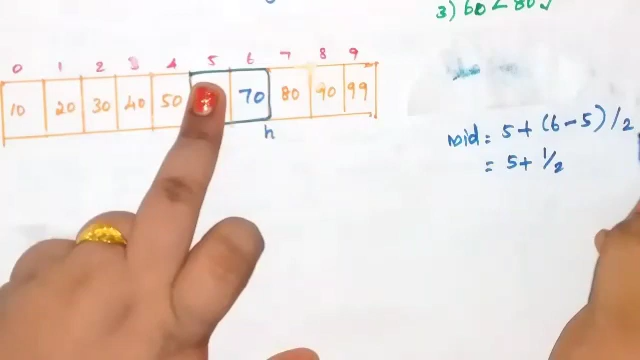 3) 60 < 80 ✓
0 1 2 3 4 5 6 7 8 9
10 20 30 40 50 70 80 90 99
h
mid = 5 + (6 - 5) / 2
= 5 + 1/2